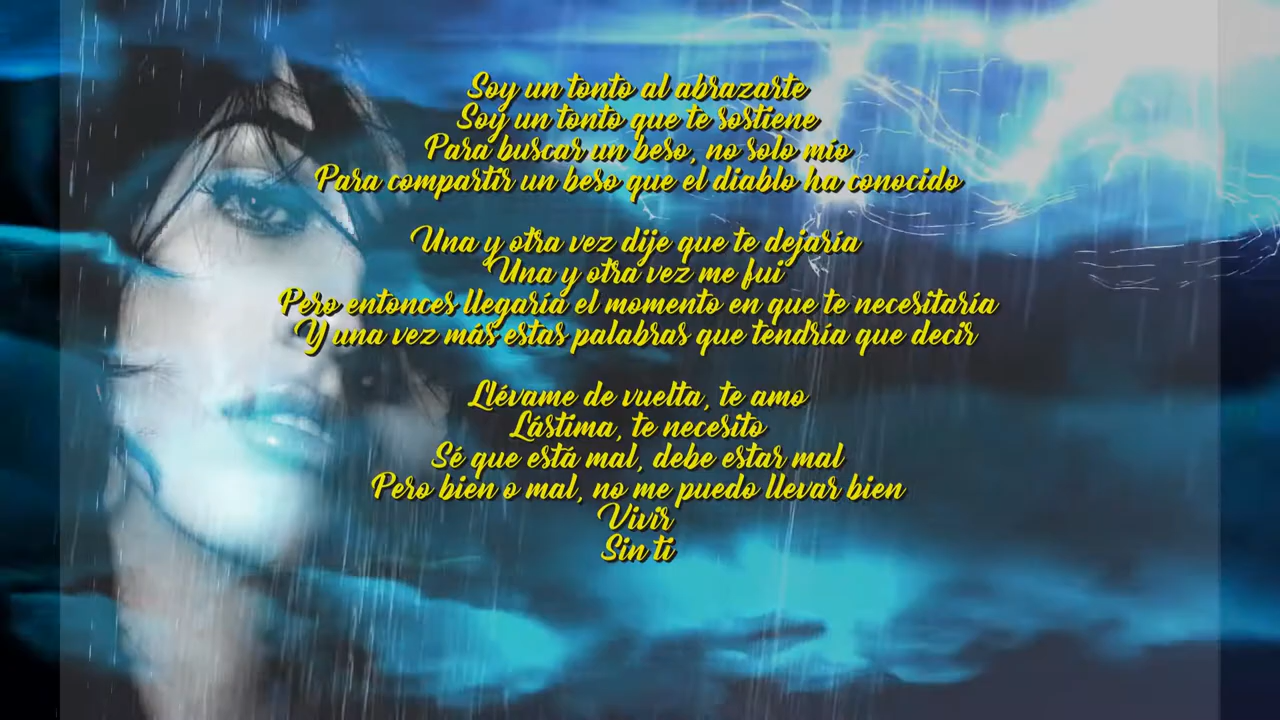 Soy un tonto al abrazarte
Soy un tonto que te sostiene
Para buscar un beso, no solo mío
Para compartir un beso que el diablo ha conocido
Una y otra vez dije que te dejaría
Una y otra vez me fui
Pero entonces llegaría el momento en que te necesitaría
Y una vez más estas palabras que tendría que decir
Llévame de vuelta, te amo
Lástima, te necesito
Sé que está mal, debe estar mal
Pero bien o mal, no me puedo llevar bien
Vivir
Sin ti